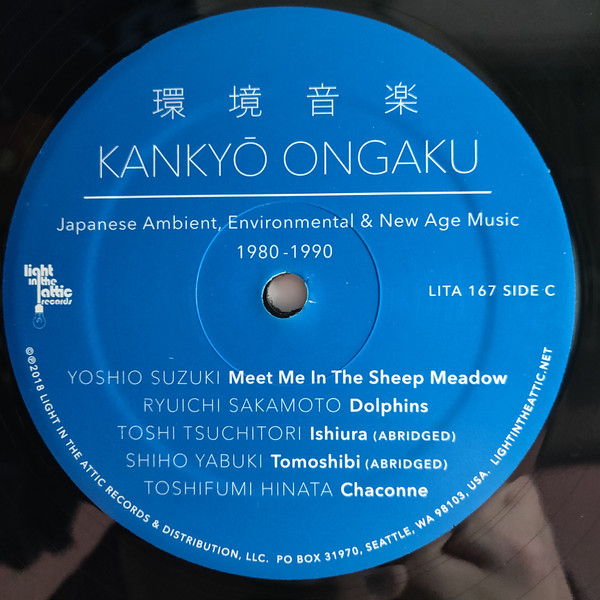 環境音楽
KANKYŌ ONGAKU
Japanese Ambient, Environmental & New Age Music
1980-1990
light
in the
attic
records
LITA 167 SIDE C
YOSHIO SUZUKI Meet Me In The Sheep Meadow
RYUICHI SAKAMOTO Dolphins
TOSHI TSUCHITORI Ishiura (ABRIDGED)
SHIHO YABUKI Tomoshibi (ABRIDGED)
TOSHIFUMI HINATA Chaconne
©℗2018 LIGHT IN THE ATTIC RECORDS & DISTRIBUTION, LLC. PO BOX 31970, SEATTLE, WA 98103, USA. LIGHTINTHEATTIC.NET